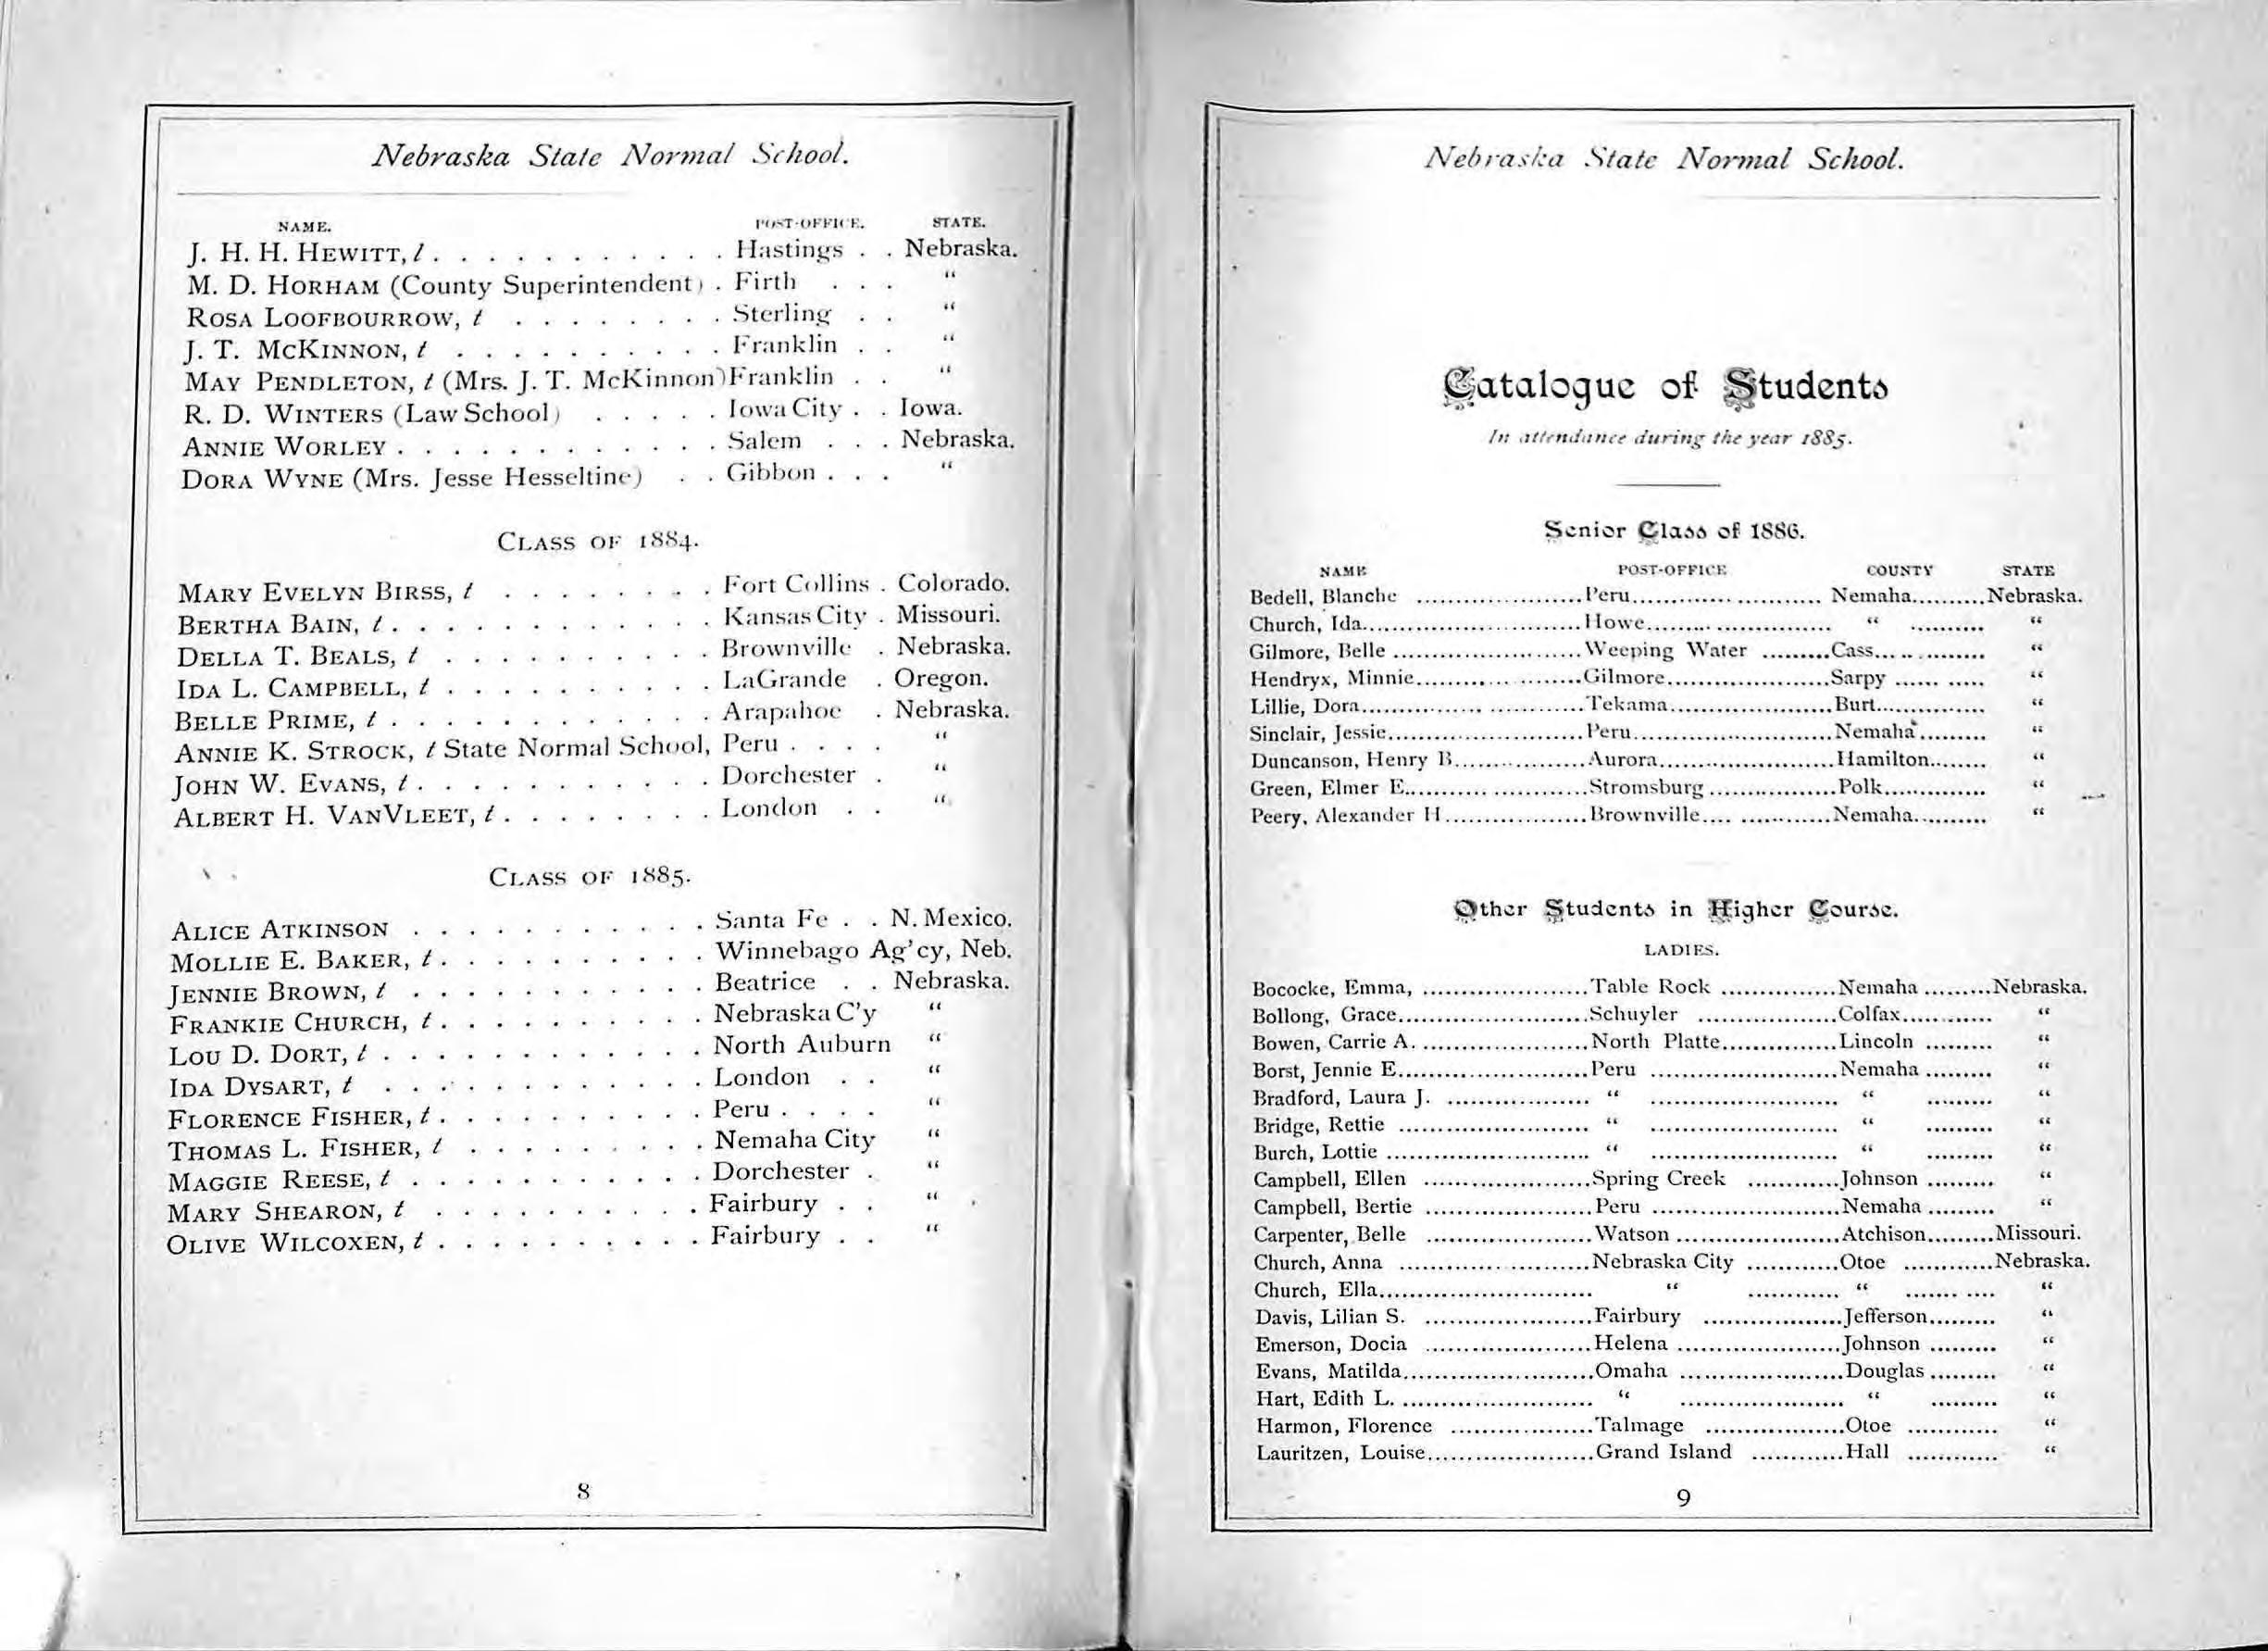 Nebraska State Normal School.
NAME. POST-OFFICE. STATE.
J. H. H. HEWITT, t . . . . . . . . . . . Hastings . . Nebraska.
M. D. HORHAM (County Superintendent) . Firth . . . “
ROSA LOOFBOURROW, t . . . . . . . . Sterling . . “
J. T. MCKINNON, t . . . . . . . . . . Franklin . . “
MAY PENDLETON, t (Mrs. J. T. McKinnon) Franklin . . “
R. D. WINTERS (Law School) . . . . . Iowa City . . Iowa.
ANNIE WORLEY . . . . . . . . . . . . Salem . . . Nebraska.
DORA WYNE (Mrs. Jesse Hesseltine) . . Gibbon . . . “
CLASS OF 1884.
MARY EVELYN BIRSS, t . . . . . . . . Fort Collins . Colorado.
BERTHA BAIN, t . . . . . . . . . . . . Kansas City . Missouri.
DELLA T. BEALS, t . . . . . . . . . . Brownville . Nebraska.
IDA L. CAMPBELL, t . . . . . . . . . . LaGrande . Oregon.
BELLE PRIME, t . . . . . . . . . . . . Arapahoe . Nebraska.
ANNIE K. STROCK, t State Normal School, Peru . . . . “
JOHN W. EVANS, t . . . . . . . . . . . Dorchester . “
ALBERT H. VANVLEET, t . . . . . . . . London . . “
CLASS OF 1885.
ALICE ATKINSON . . . . . . . . . . . Santa Fe . . N. Mexico.
MOLLIE E. BAKER, t . . . . . . . . . . Winnebago Ag'cy, Neb.
JENNIE BROWN, t . . . . . . . . . . . Beatrice . . Nebraska.
FRANKIE CHURCH, t . . . . . . . . . . Nebraska C'y “
LOU D. DORT, t . . . . . . . . . . . . North Auburn “
IDA DYSART, t . . . . . . . . . . . . London . . “
FLORENCE FISHER, t . . . . . . . . . . Peru . . . . “
THOMAS L. FISHER, t . . . . . . . . . Nemaha City “
MAGGIE REESE, t . . . . . . . . . . . Dorchester . “
MARY SHEARON, t . . . . . . . . . . Fairbury . . “
OLIVE WILCOXEN, t . . . . . . . . . . Fairbury . . “
8
Nebraska State Normal School.
Catalogue of Students
In attendance during the year 1885.
Senior Class of 1886.
NAME POST-OFFICE COUNTY STATE
Bedell, Blanche ..........Peru.......... Nemaha..........Nebraska.
Church, Ida..........Howe.......... “ .......... “
Gilmore, Belle ..........Weeping Water ..........Cass.......... “
Hendryx, Minnie..........Gilmore..........Sarpy .......... “
Lillie, Dora..........Tekama..........Burt.......... “
Sinclair, Jessie..........Peru..........Nemaha.......... “
Duncanson, Henry B..........Aurora..........Hamilton.......... “
Green, Elmer E..........Stromsburg..........Polk.......... “
Peery, Alexander H..........Brownville..........Nemaha.......... “
Other Students in Higher Course.
LADIES.
Bococke, Emma, ..........Table Rock ..........Nemaha ..........Nebraska.
Bollong, Grace..........Schuyler ..........Colfax.......... “
Bowen, Carrie A. ..........North Platte..........Lincoln .......... “
Borst, Jennie E..........Peru ..........Nemaha .......... “
Bradford, Laura J. .......... “ .......... “ .......... “
Bridge, Rettie .......... “ .......... “ .......... “
Burch, Lottie .......... “ .......... “ .......... “
Campbell, Ellen ..........Spring Creek ..........Johnson .......... “
Campbell, Bertie ..........Peru ..........Nemaha .......... “
Carpenter, Belle ..........Watson ..........Atchison..........Missouri.
Church, Anna ..........Nebraska City ..........Otoe ..........Nebraska.
Church, Ella.......... “ .......... “ .......... “
Davis, Lilian S. ..........Fairbury ..........Jefferson.......... “
Emerson, Docia ..........Helena ..........Johnson .......... “
Evans, Matilda..........Omaha ..........Douglas .......... “
Hart, Edith L. .......... “ .......... “ .......... “
Harmon, Florence ..........Talmage ..........Otoe .......... “
Lauritzen, Louise..........Grand Island ..........Hall .......... “
9